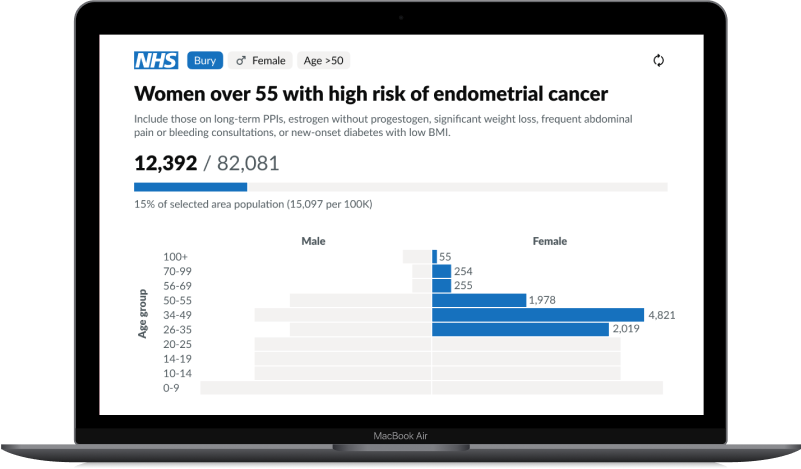 NHS Bury ♂ Female Age >50
Women over 55 with high risk of endometrial cancer
Include those on long-term PPIs, estrogen without progestogen, significant weight loss, frequent abdominal
pain or bleeding consultations, or new-onset diabetes with low BMI.
12,392 / 82,081
15% of selected area population (15,097 per 100K)
Male Female
Age group
100+ 55
70-99 254
56-69 255
50-55 1,978
34-49 4,821
26-35 2,019
20-25
14-19
10-14
0-9
MacBook Air